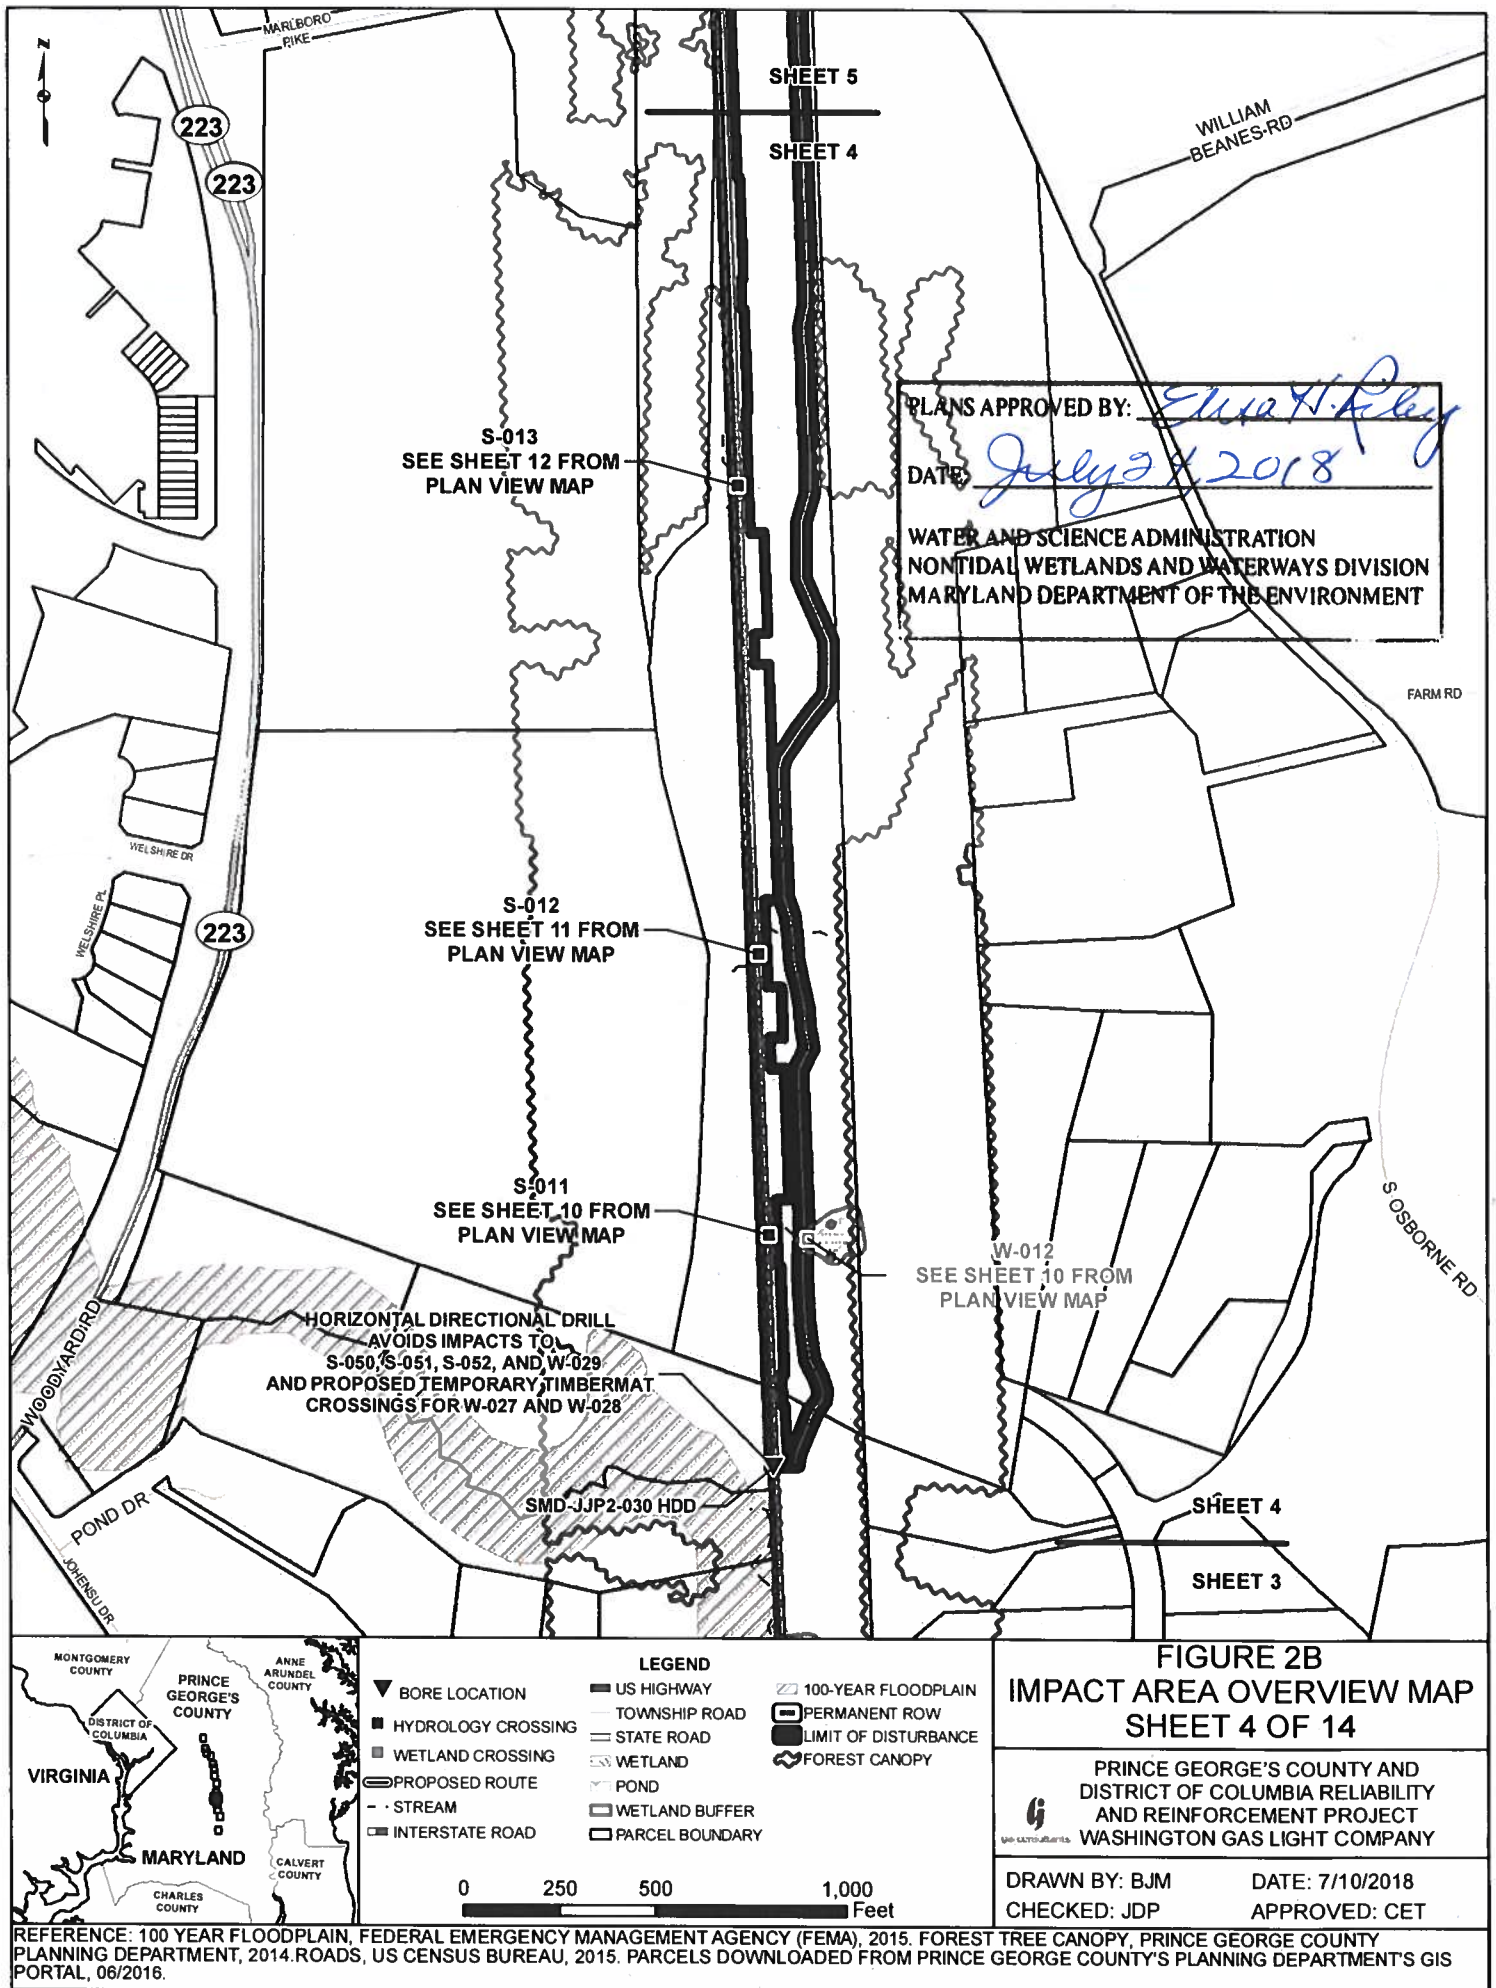 MARLBORO
PIKE
N
223
223
SHEET 5
SHEET 4
WILLIAM
BEANES RD
PLANS APPROVED BY:
DATE: July 24, 2018
WATER AND SCIENCE ADMINISTRATION
NONTIDAL WETLANDS AND WATERWAYS DIVISION
MARYLAND DEPARTMENT OF THE ENVIRONMENT
S-013
SEE SHEET 12 FROM
PLAN VIEW MAP
FARM RD
WELSHIRE DR
WELSHIRE PL
223
S-012
SEE SHEET 11 FROM
PLAN VIEW MAP
S-011
SEE SHEET 10 FROM
PLAN VIEW MAP
W-012
SEE SHEET 10 FROM
PLAN VIEW MAP
S OSBORNE RD
WOODYARD RD
HORIZONTAL DIRECTIONAL DRILL
AVOIDS IMPACTS TO
S-050, S-051, S-052, AND W-029
AND PROPOSED TEMPORARY TIMBERMAT
CROSSINGS FOR W-027 AND W-028
SMD-JJP2-030 HDD
POND DR
JOHENSU DR
SHEET 4
SHEET 3
MONTGOMERY
COUNTY
PRINCE
GEORGE'S
COUNTY
ANNE
ARUNDEL
COUNTY
DISTRICT OF
COLUMBIA
VIRGINIA
MARYLAND
CALVERT
COUNTY
CHARLES
COUNTY
LEGEND
BORE LOCATION
HYDROLOGY CROSSING
WETLAND CROSSING
PROPOSED ROUTE
STREAM
INTERSTATE ROAD
US HIGHWAY
TOWNSHIP ROAD
STATE ROAD
WETLAND
POND
WETLAND BUFFER
PARCEL BOUNDARY
100-YEAR FLOODPLAIN
PERMANENT ROW
LIMIT OF DISTURBANCE
FOREST CANOPY
0 250 500 1,000
Feet
FIGURE 2B
IMPACT AREA OVERVIEW MAP
SHEET 4 OF 14
PRINCE GEORGE'S COUNTY AND
DISTRICT OF COLUMBIA RELIABILITY
AND REINFORCEMENT PROJECT
WASHINGTON GAS LIGHT COMPANY
DRAWN BY: BJM DATE: 7/10/2018
CHECKED: JDP APPROVED: CET
REFERENCE: 100 YEAR FLOODPLAIN, FEDERAL EMERGENCY MANAGEMENT AGENCY (FEMA), 2015. FOREST TREE CANOPY, PRINCE GEORGE COUNTY
PLANNING DEPARTMENT, 2014.ROADS, US CENSUS BUREAU, 2015. PARCELS DOWNLOADED FROM PRINCE GEORGE COUNTY'S PLANNING DEPARTMENT'S GIS
PORTAL, 06/2016.